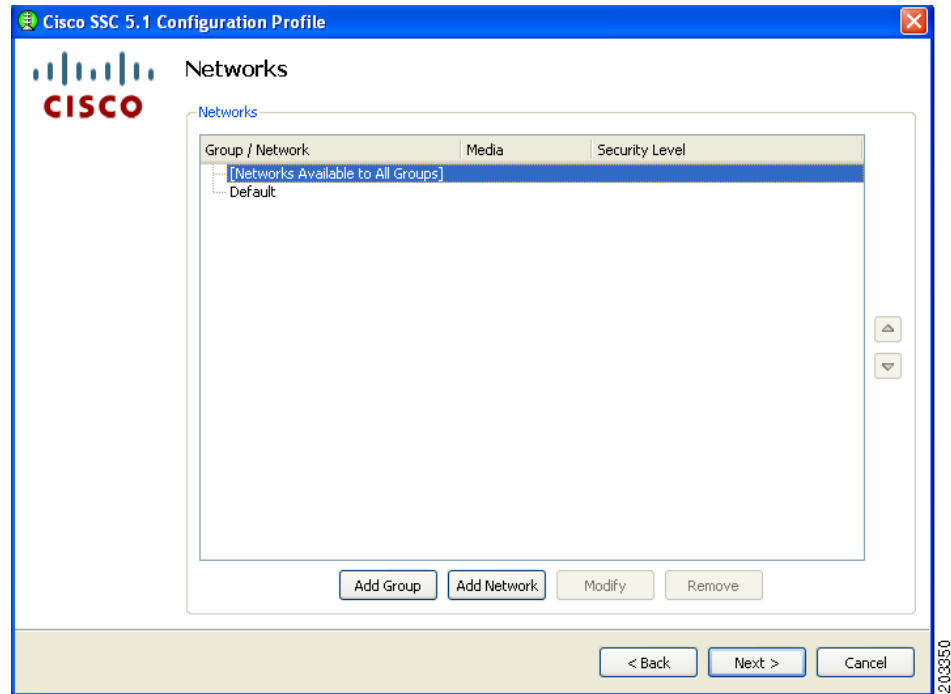 Cisco SSC 5.1 Configuration Profile
CISCO
Networks
Networks
Group / Network Media Security Level
[Networks Available to All Groups]
Default
Add Group Add Network Modify Remove
< Back Next > Cancel
203350